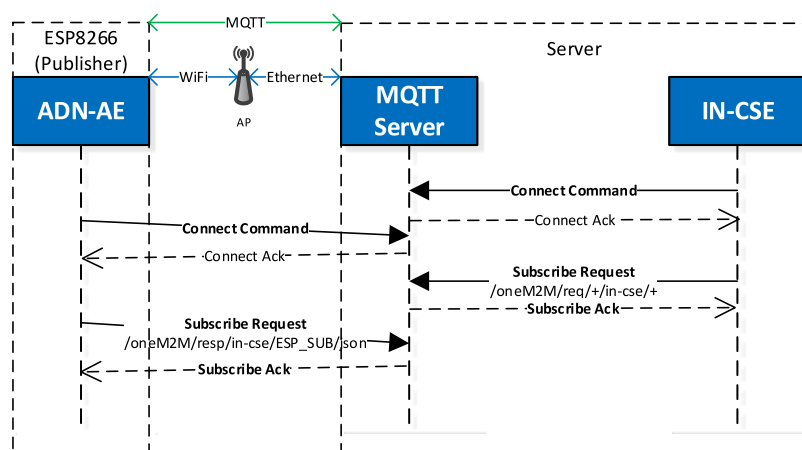 MQTT
ESP8266
(Publisher)
Server
WiFi
Ethernet
AP
ADN-AE
MQTT
Server
IN-CSE
Connect Command
Connect Ack
Connect Command
Connect Ack
Subscribe Request
/oneM2M/req/+/in-cse/+
Subscribe Ack
Subscribe Request
/oneM2M/resp/in-cse/ESP_SUB/json
Subscribe Ack